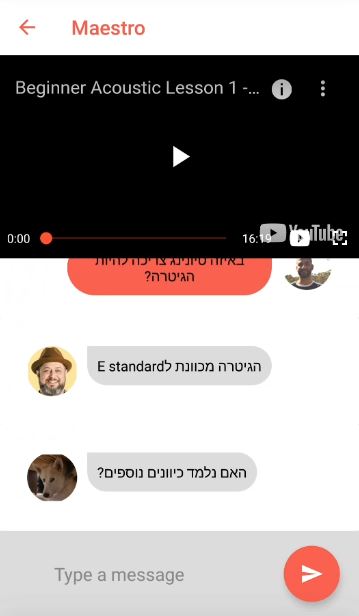 Maestro
Beginner Acoustic Lesson 1 -...
0:00
16:19
YouTube
באיזה טיונינג צריכה להיות
הגיטרה?
הגיטרה מכוונת לE standard
האם נלמד כיוונים נוספים?
Type a message